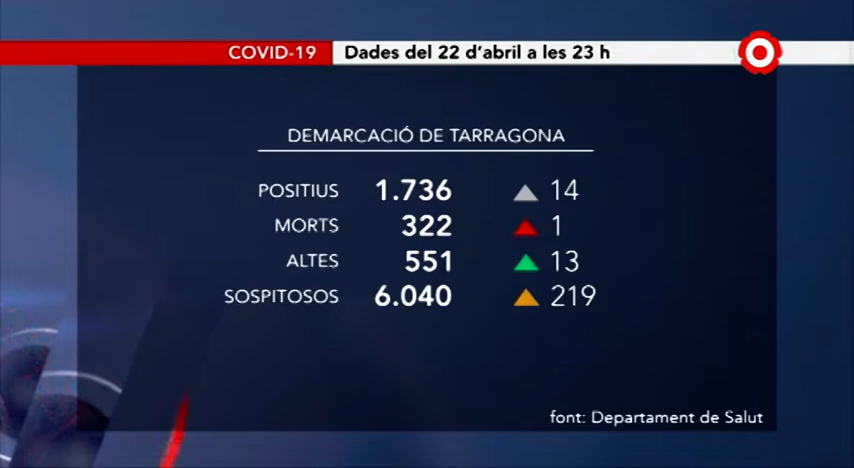 COVID-19 Dades del 22 d'abril a les 23 h
DEMARCACIÓ DE TARRAGONA
POSITIUS 1.736 14
MORTS 322 1
ALTES 551 13
SOSPITOSOS 6.040 219
font: Departament de Salut